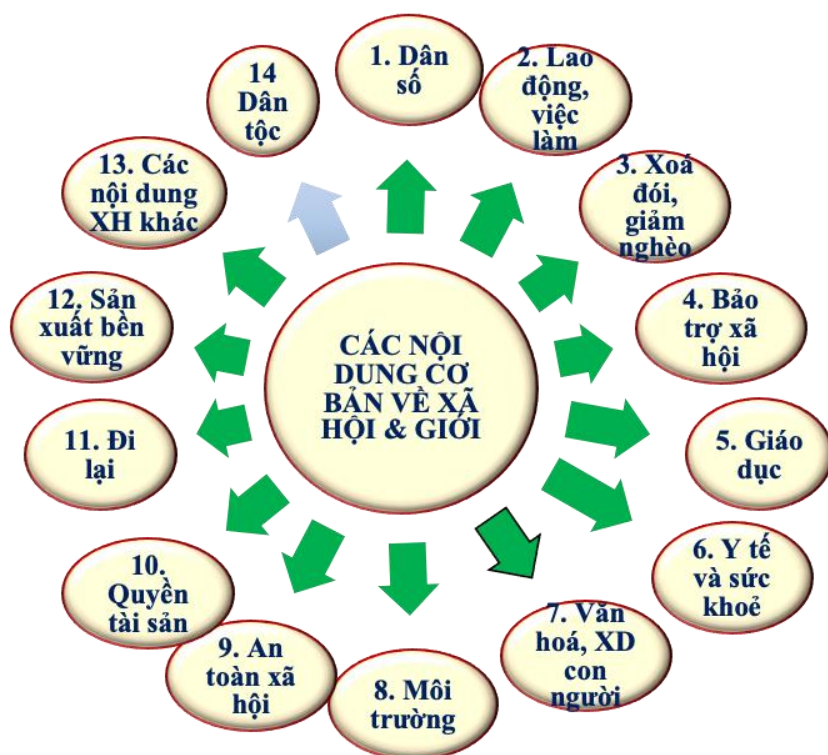 CÁC NỘI
DUNG CƠ
BẢN VỀ XÃ
HỘI & GIỚI
1. Dân
số
2. Lao
động,
việc
làm
3. Xoá
đói,
giảm
nghèo
4. Bảo
trợ xã
hội
5. Giáo
dục
6. Y tế
và sức
khoẻ
7. Văn
hoá, XD
con
người
8. Môi
trường
9. An
toàn xã
hội
10.
Quyền
tài sản
11. Đi
lại
12. Sản
xuất bền
vững
13. Các
nội dung
XH khác
14
Dân
tộc